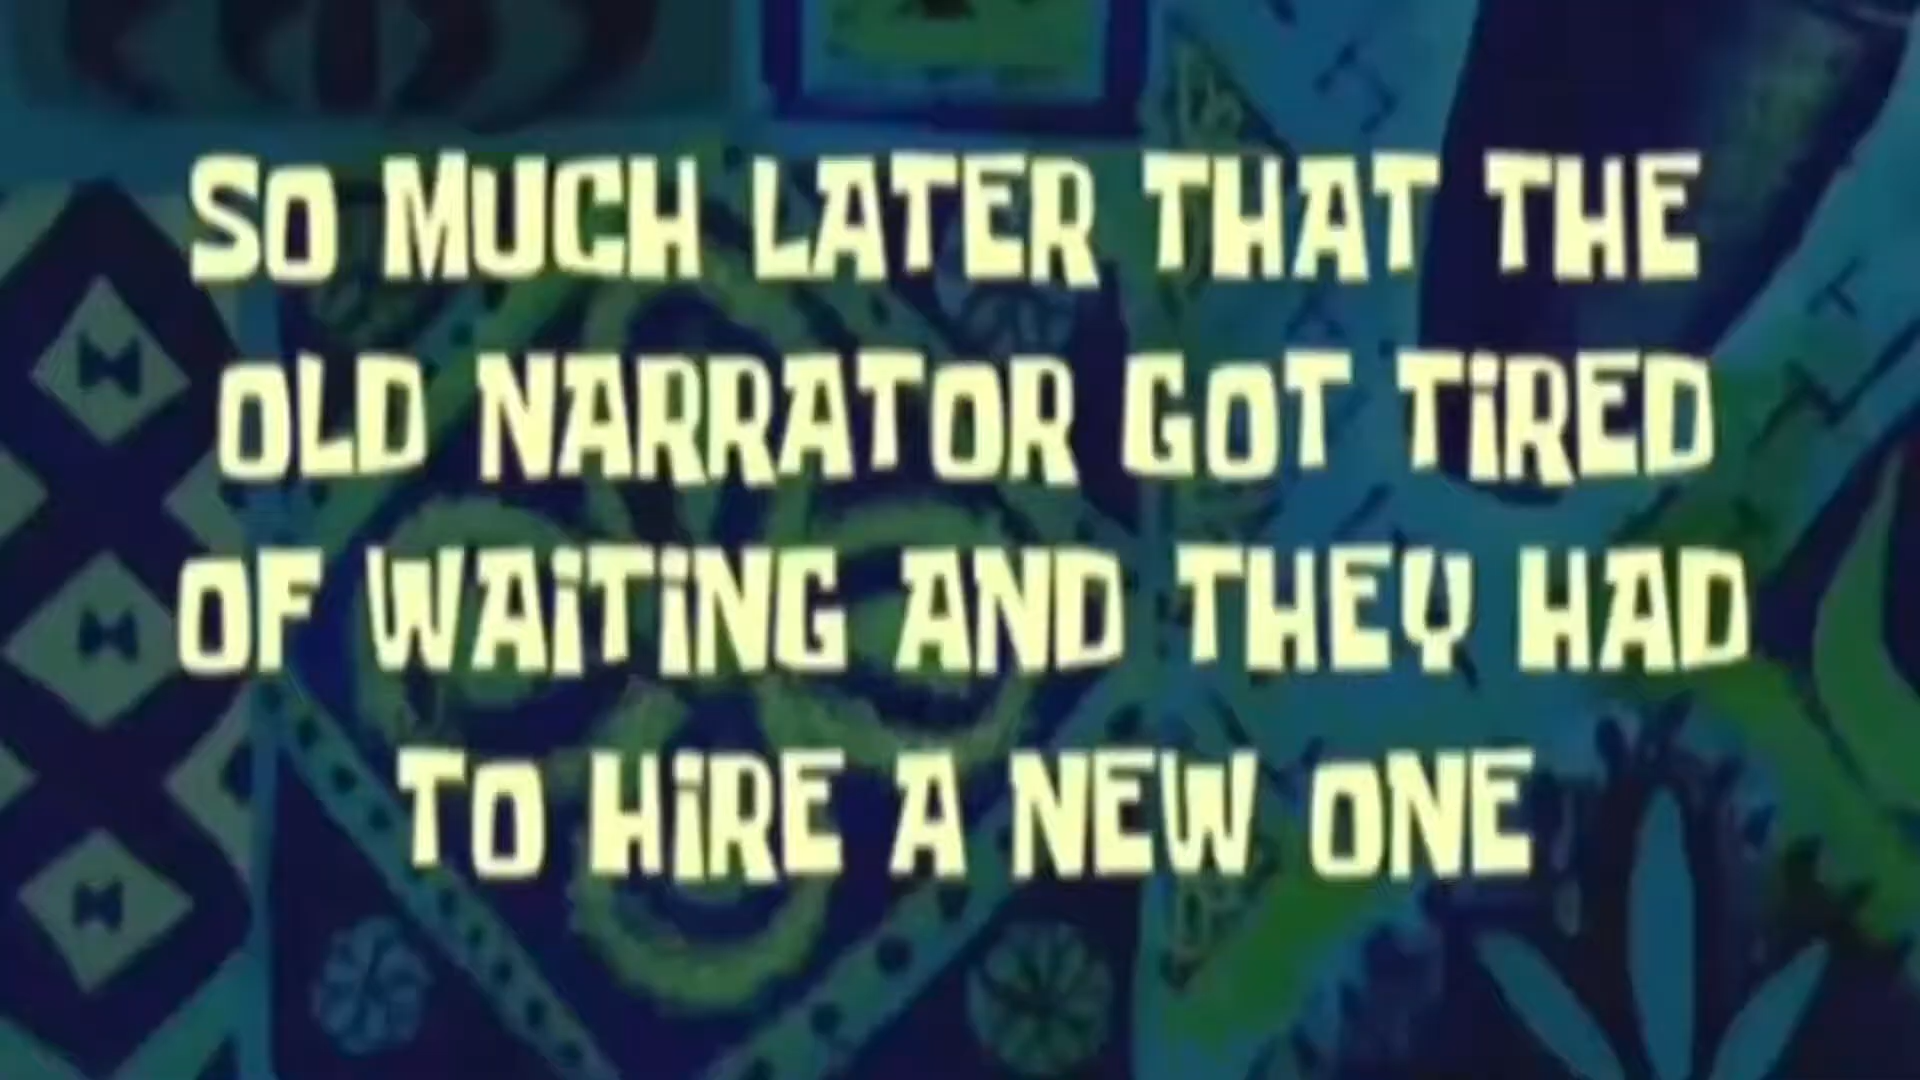 SO MUCH LATER THAT THE
OLD NARRATOR GOT TiRED
OF WAiTiNG AND THEY HAD
TO HiRE A NEW ONE